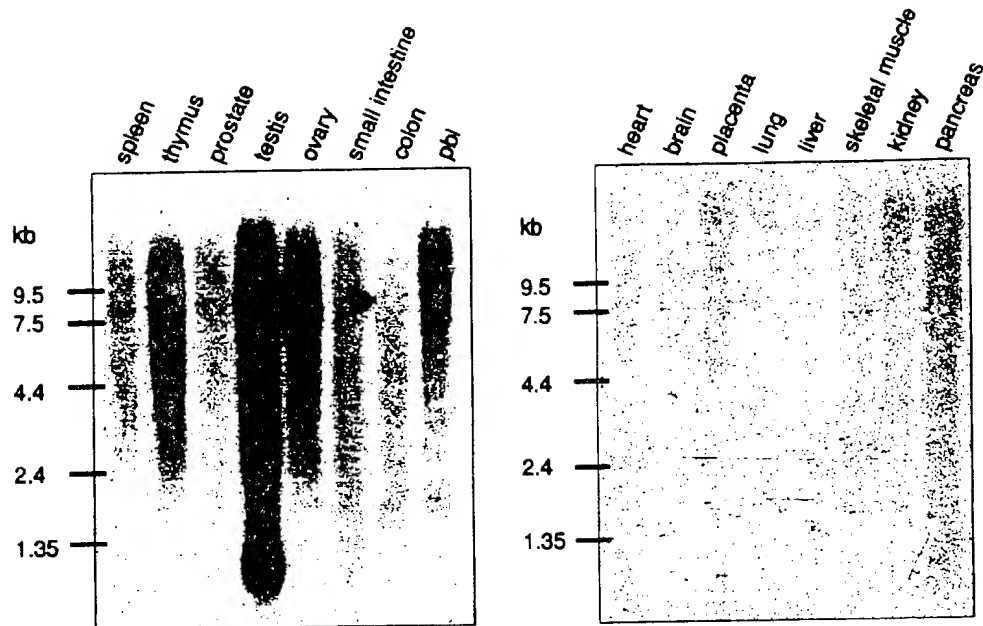 spleen
thymus
prostate
testis
ovary
small intestine
colon
pbl
kb
9.5
7.5
4.4
2.4
1.35
heart
brain
placenta
lung
liver
skeletal muscle
kidney
pancreas
kb
9.5
7.5
4.4
2.4
1.35